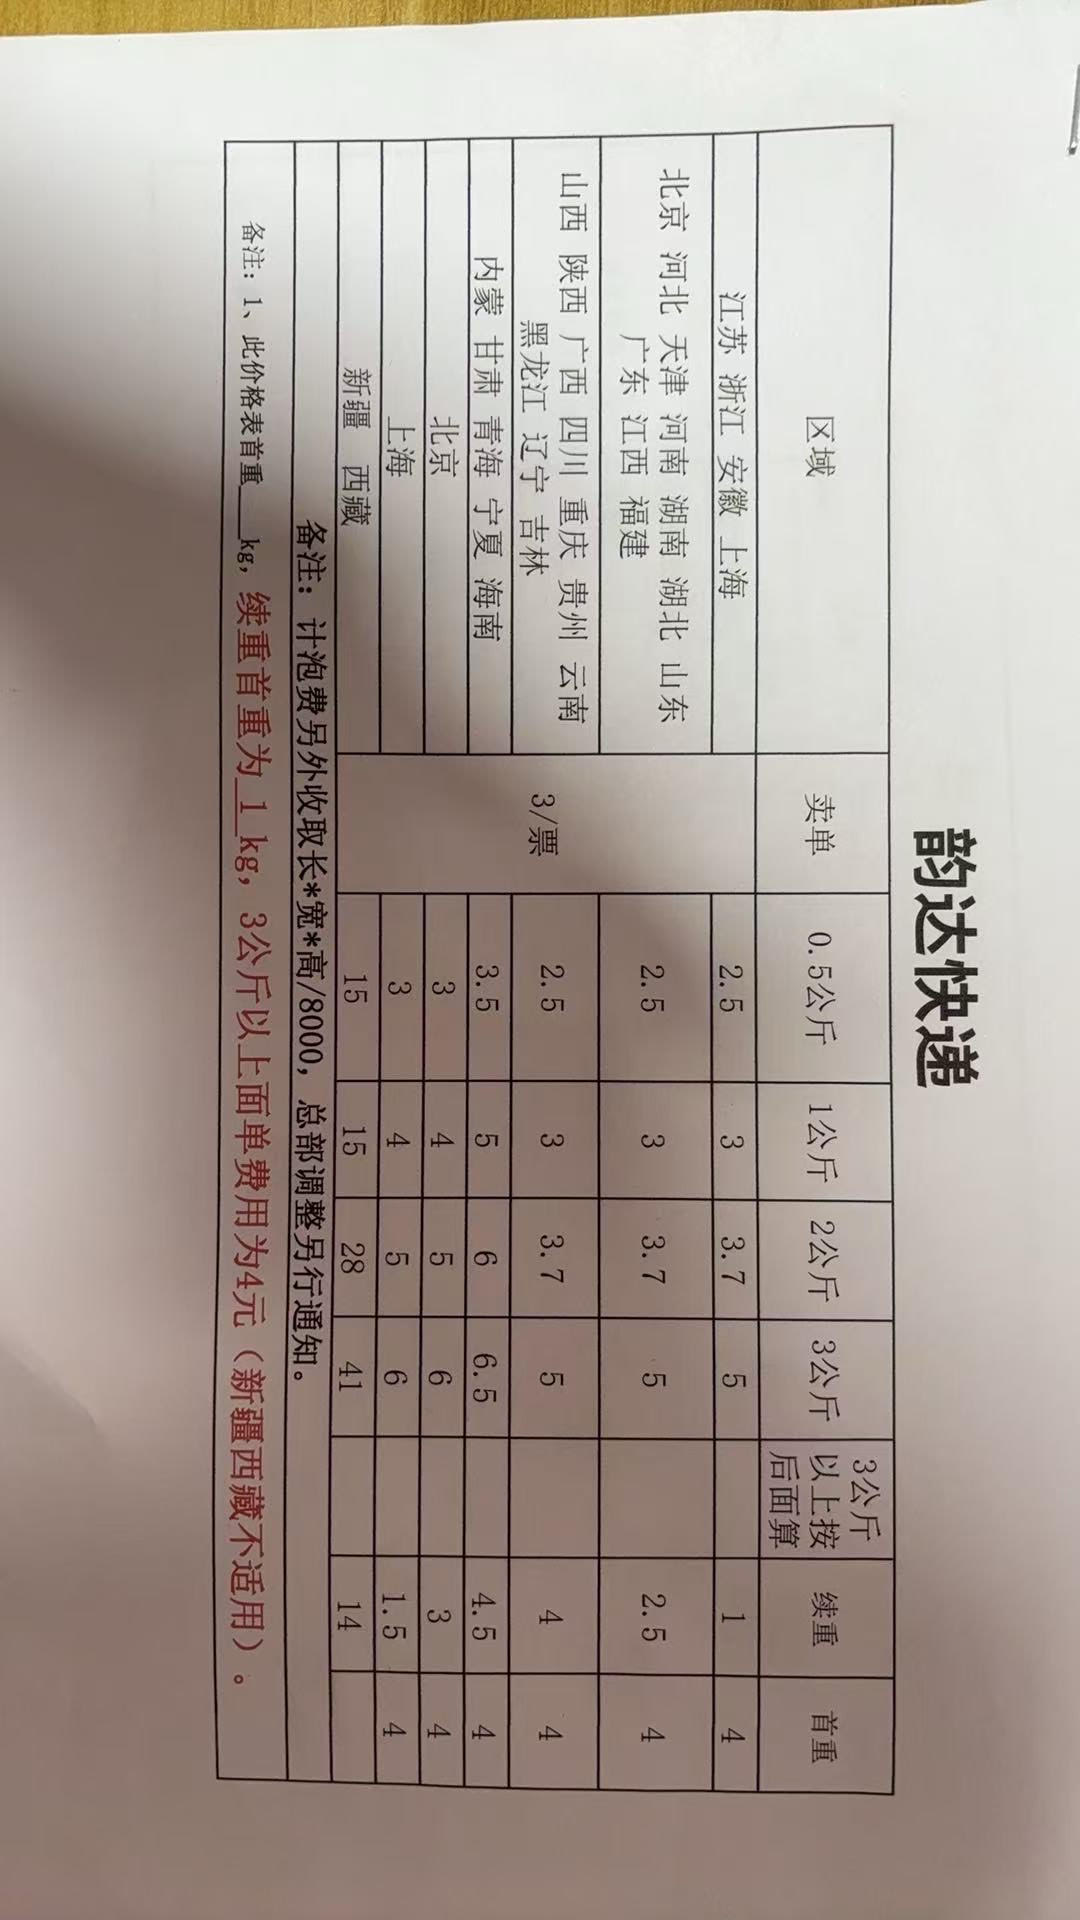 韵达快递
区域 卖单 0.5公斤 1公斤 2公斤 3公斤 3公斤以上按后面算 续重 首重
江苏 浙江 安徽 上海 2.5 3 3.7 5 1 4
北京 河北 天津 河南 湖南 湖北 山东
广东 江西 福建 2.5 3 3.7 5 2.5 4
山西 陕西 广西 四川 重庆 贵州 云南
黑龙江 辽宁 吉林 3/票 2.5 3 3.7 5 4 4
内蒙 甘肃 青海 宁夏 海南 3.5 5 6 6.5 4.5 4
北京 3 4 5 6 3 4
上海 3 4 5 6 1.5 4
新疆 西藏 15 15 28 41 14
备注：计泡费另外收取长*宽*高/8000，总部调整另行通知。
备注：1、此价格表首重____kg，续重首重为_1_kg，3公斤以上面单费用为4元（新疆西藏不适用）。